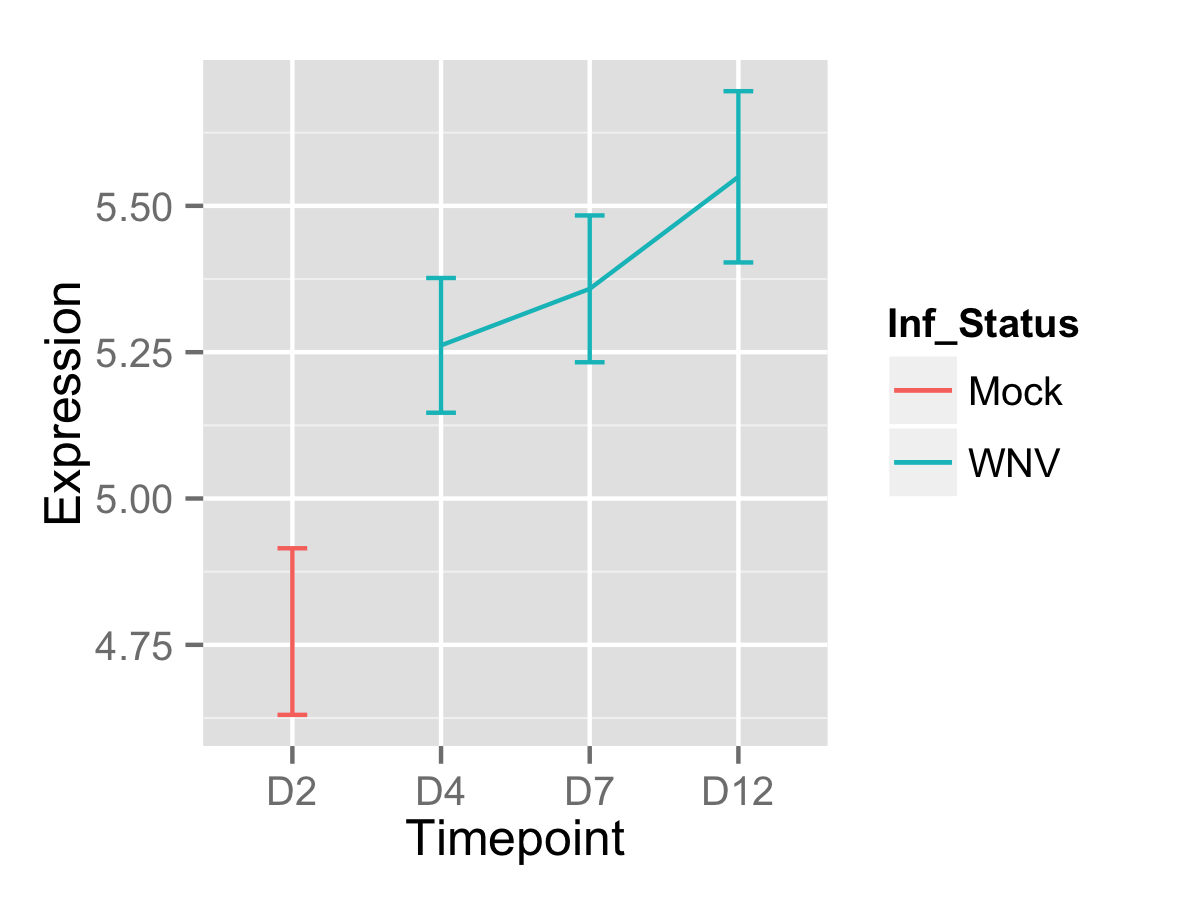 Expression
5.50
5.25
5.00
4.75
D2 D4 D7 D12
Timepoint
Inf_Status
Mock
WNV